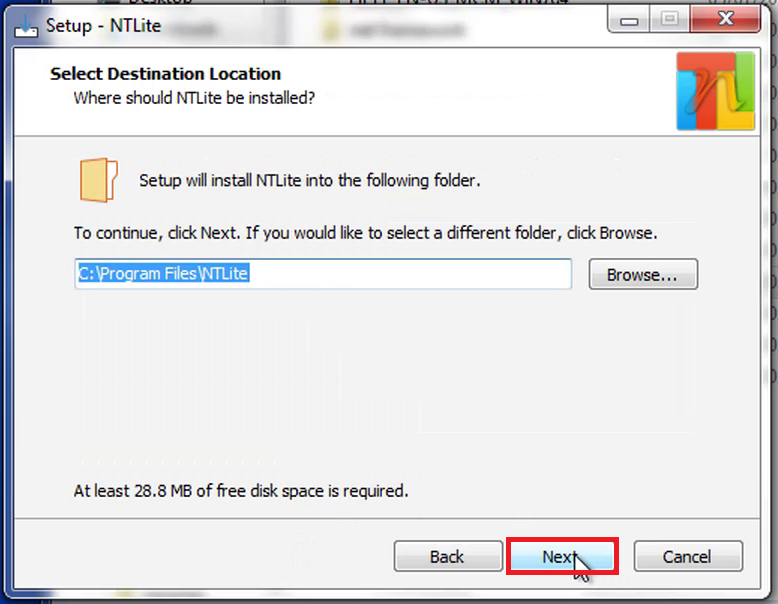 Setup - NTLite
Select Destination Location
Where should NTLite be installed?
Setup will install NTLite into the following folder.
To continue, click Next. If you would like to select a different folder, click Browse.
C:\Program Files\NTLite
Browse...
At least 28.8 MB of free disk space is required.
Back
Next
Cancel